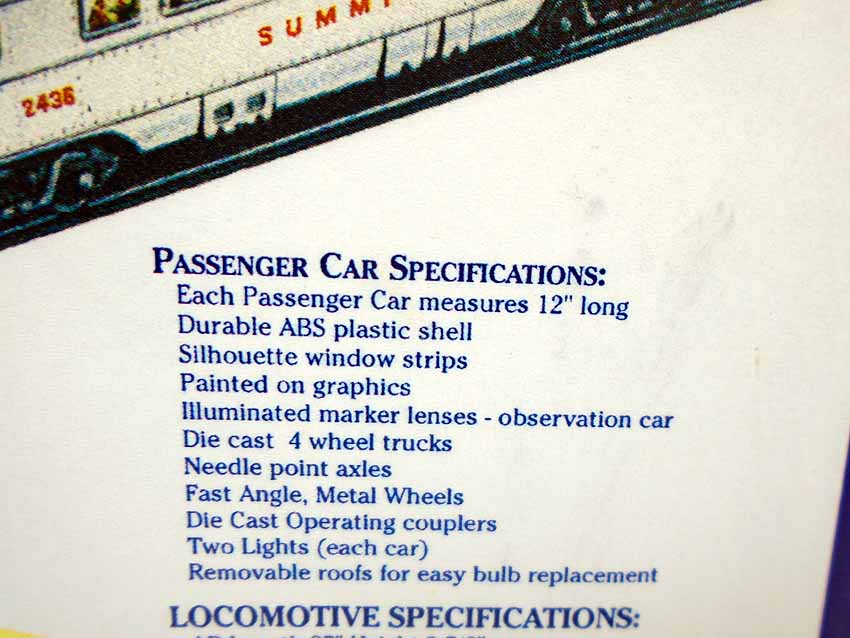 SUMM
2436
PASSENGER CAR SPECIFICATIONS:
Each Passenger Car measures 12" long
Durable ABS plastic shell
Silhouette window strips
Painted on graphics
Illuminated marker lenses - observation car
Die cast 4 wheel trucks
Needle point axles
Fast Angle, Metal Wheels
Die Cast Operating couplers
Two Lights (each car)
Removable roofs for easy bulb replacement
LOCOMOTIVE SPECIFICATIONS: